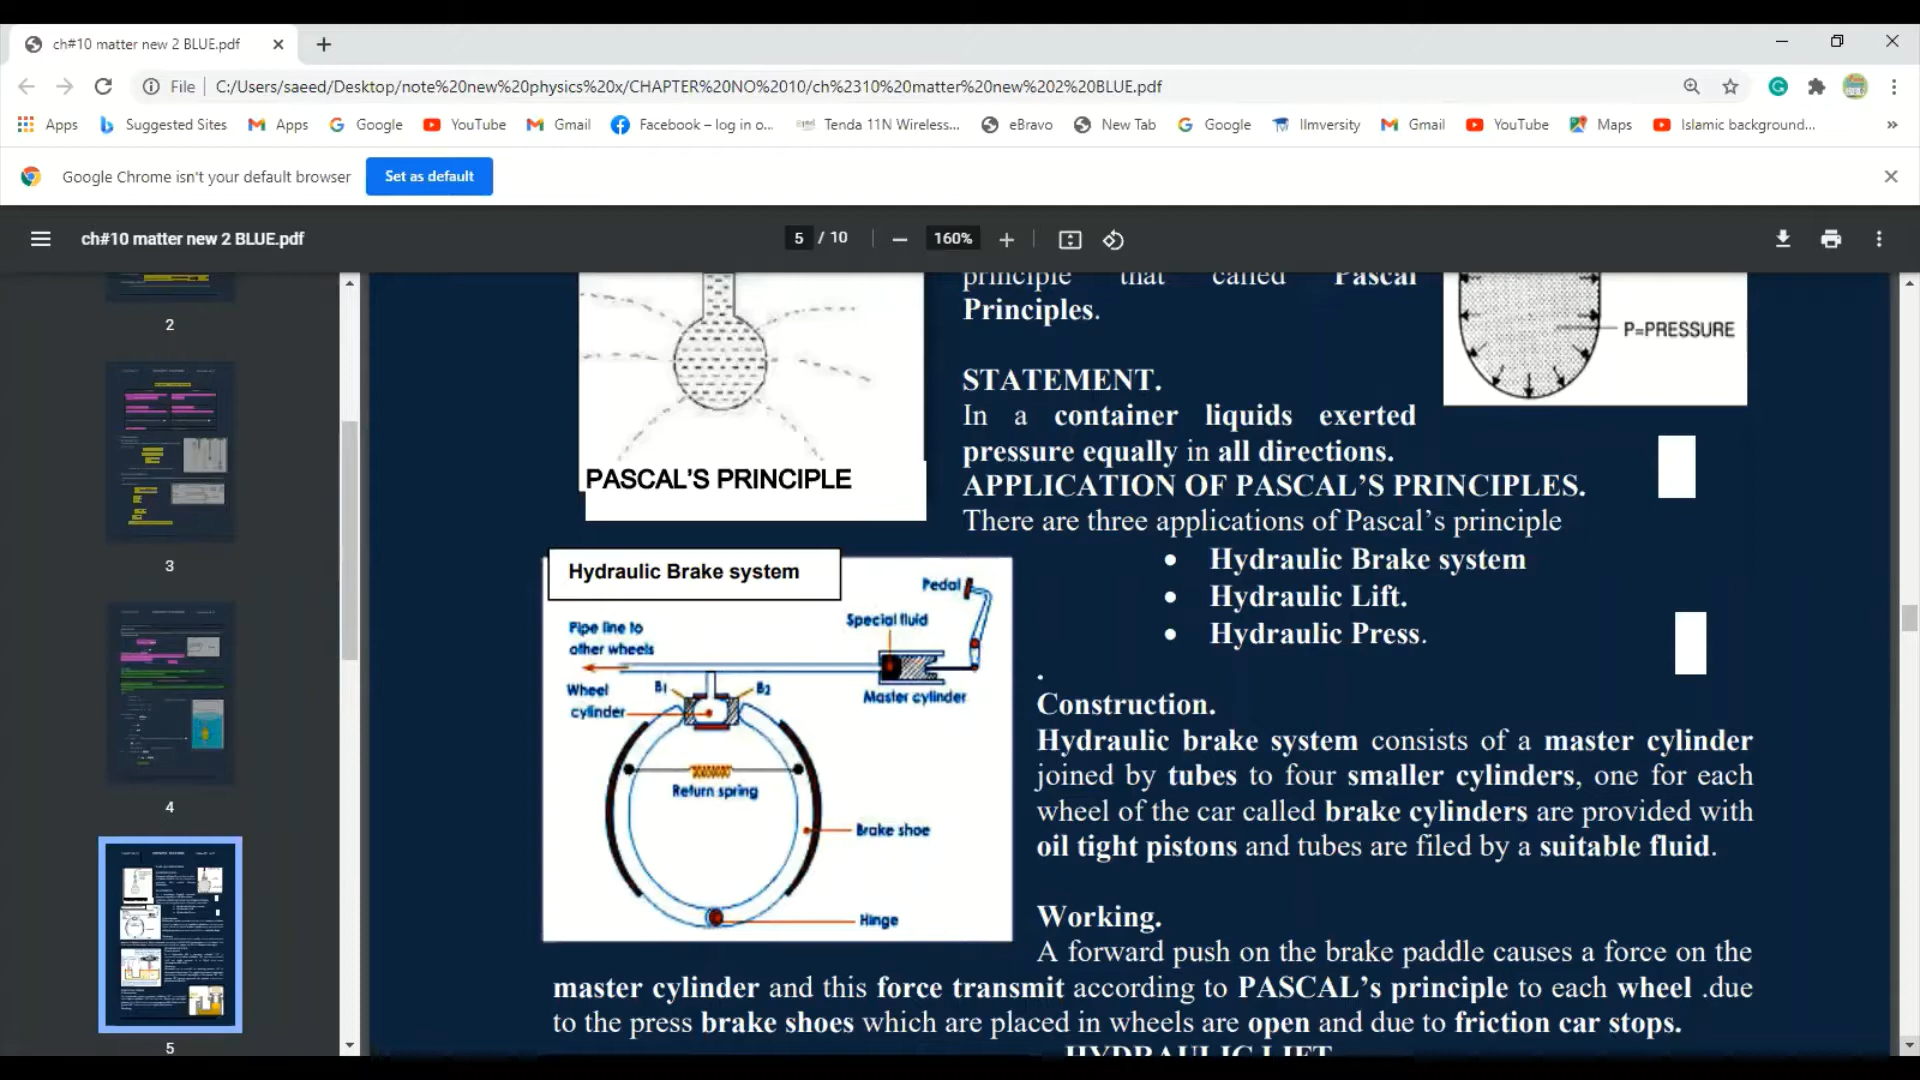 ch#10 matter new 2 BLUE.pdf
File C:/Users/saeed/Desktop/note%20new%20physics%20x/CHAPTER%20NO%2010/ch%2310%20matter%20new%202%20BLUE.pdf
Apps Suggested Sites Apps Google YouTube Gmail Facebook – log in o... Tenda 11N Wireless... eBravo New Tab Google IImversity Gmail YouTube Maps Islamic background... »
Google Chrome isn't your default browser Set as default
ch#10 matter new 2 BLUE.pdf 5 / 10 160%
2
3
4
5
principle that called Pascal
Principles.
P=PRESSURE
STATEMENT.
In a container liquids exerted
pressure equally in all directions.
PASCAL'S PRINCIPLE
APPLICATION OF PASCAL'S PRINCIPLES.
There are three applications of Pascal's principle
• Hydraulic Brake system
• Hydraulic Lift.
• Hydraulic Press.
.
Hydraulic Brake system
Pedal
Special fluid
Pipe line to
other wheels
Wheel
cylinder
B1
B2
Master cylinder
Return spring
Brake shoe
Hinge
Construction.
Hydraulic brake system consists of a master cylinder
joined by tubes to four smaller cylinders, one for each
wheel of the car called brake cylinders are provided with
oil tight pistons and tubes are filed by a suitable fluid.
Working.
A forward push on the brake paddle causes a force on the
master cylinder and this force transmit according to PASCAL's principle to each wheel .due
to the press brake shoes which are placed in wheels are open and due to friction car stops.
HYDRAULIC LIFT